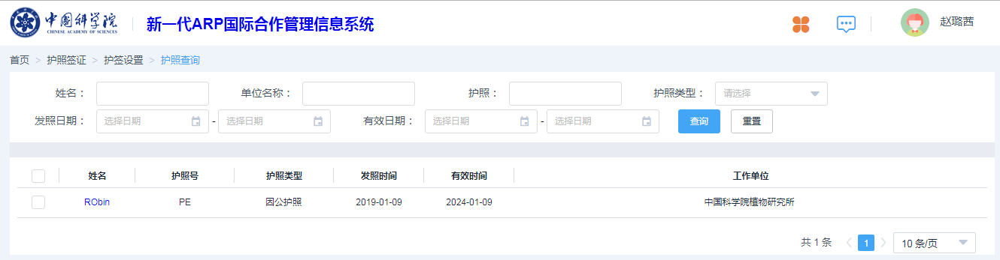 中国科学院 新一代ARP国际合作管理信息系统 赵璐茜
CHINESE ACADEMY OF SCIENCES
首页 > 护照签证 > 护签设置 > 护照查询
姓名： 单位名称： 护照： 护照类型： 请选择
发照日期： 选择日期 - 选择日期 有效日期： 选择日期 - 选择日期 查询 重置
姓名 护照号 护照类型 发照时间 有效时间 工作单位
RObin PE 因公护照 2019-01-09 2024-01-09 中国科学院植物研究所
共 1 条 < 1 > 10 条/页